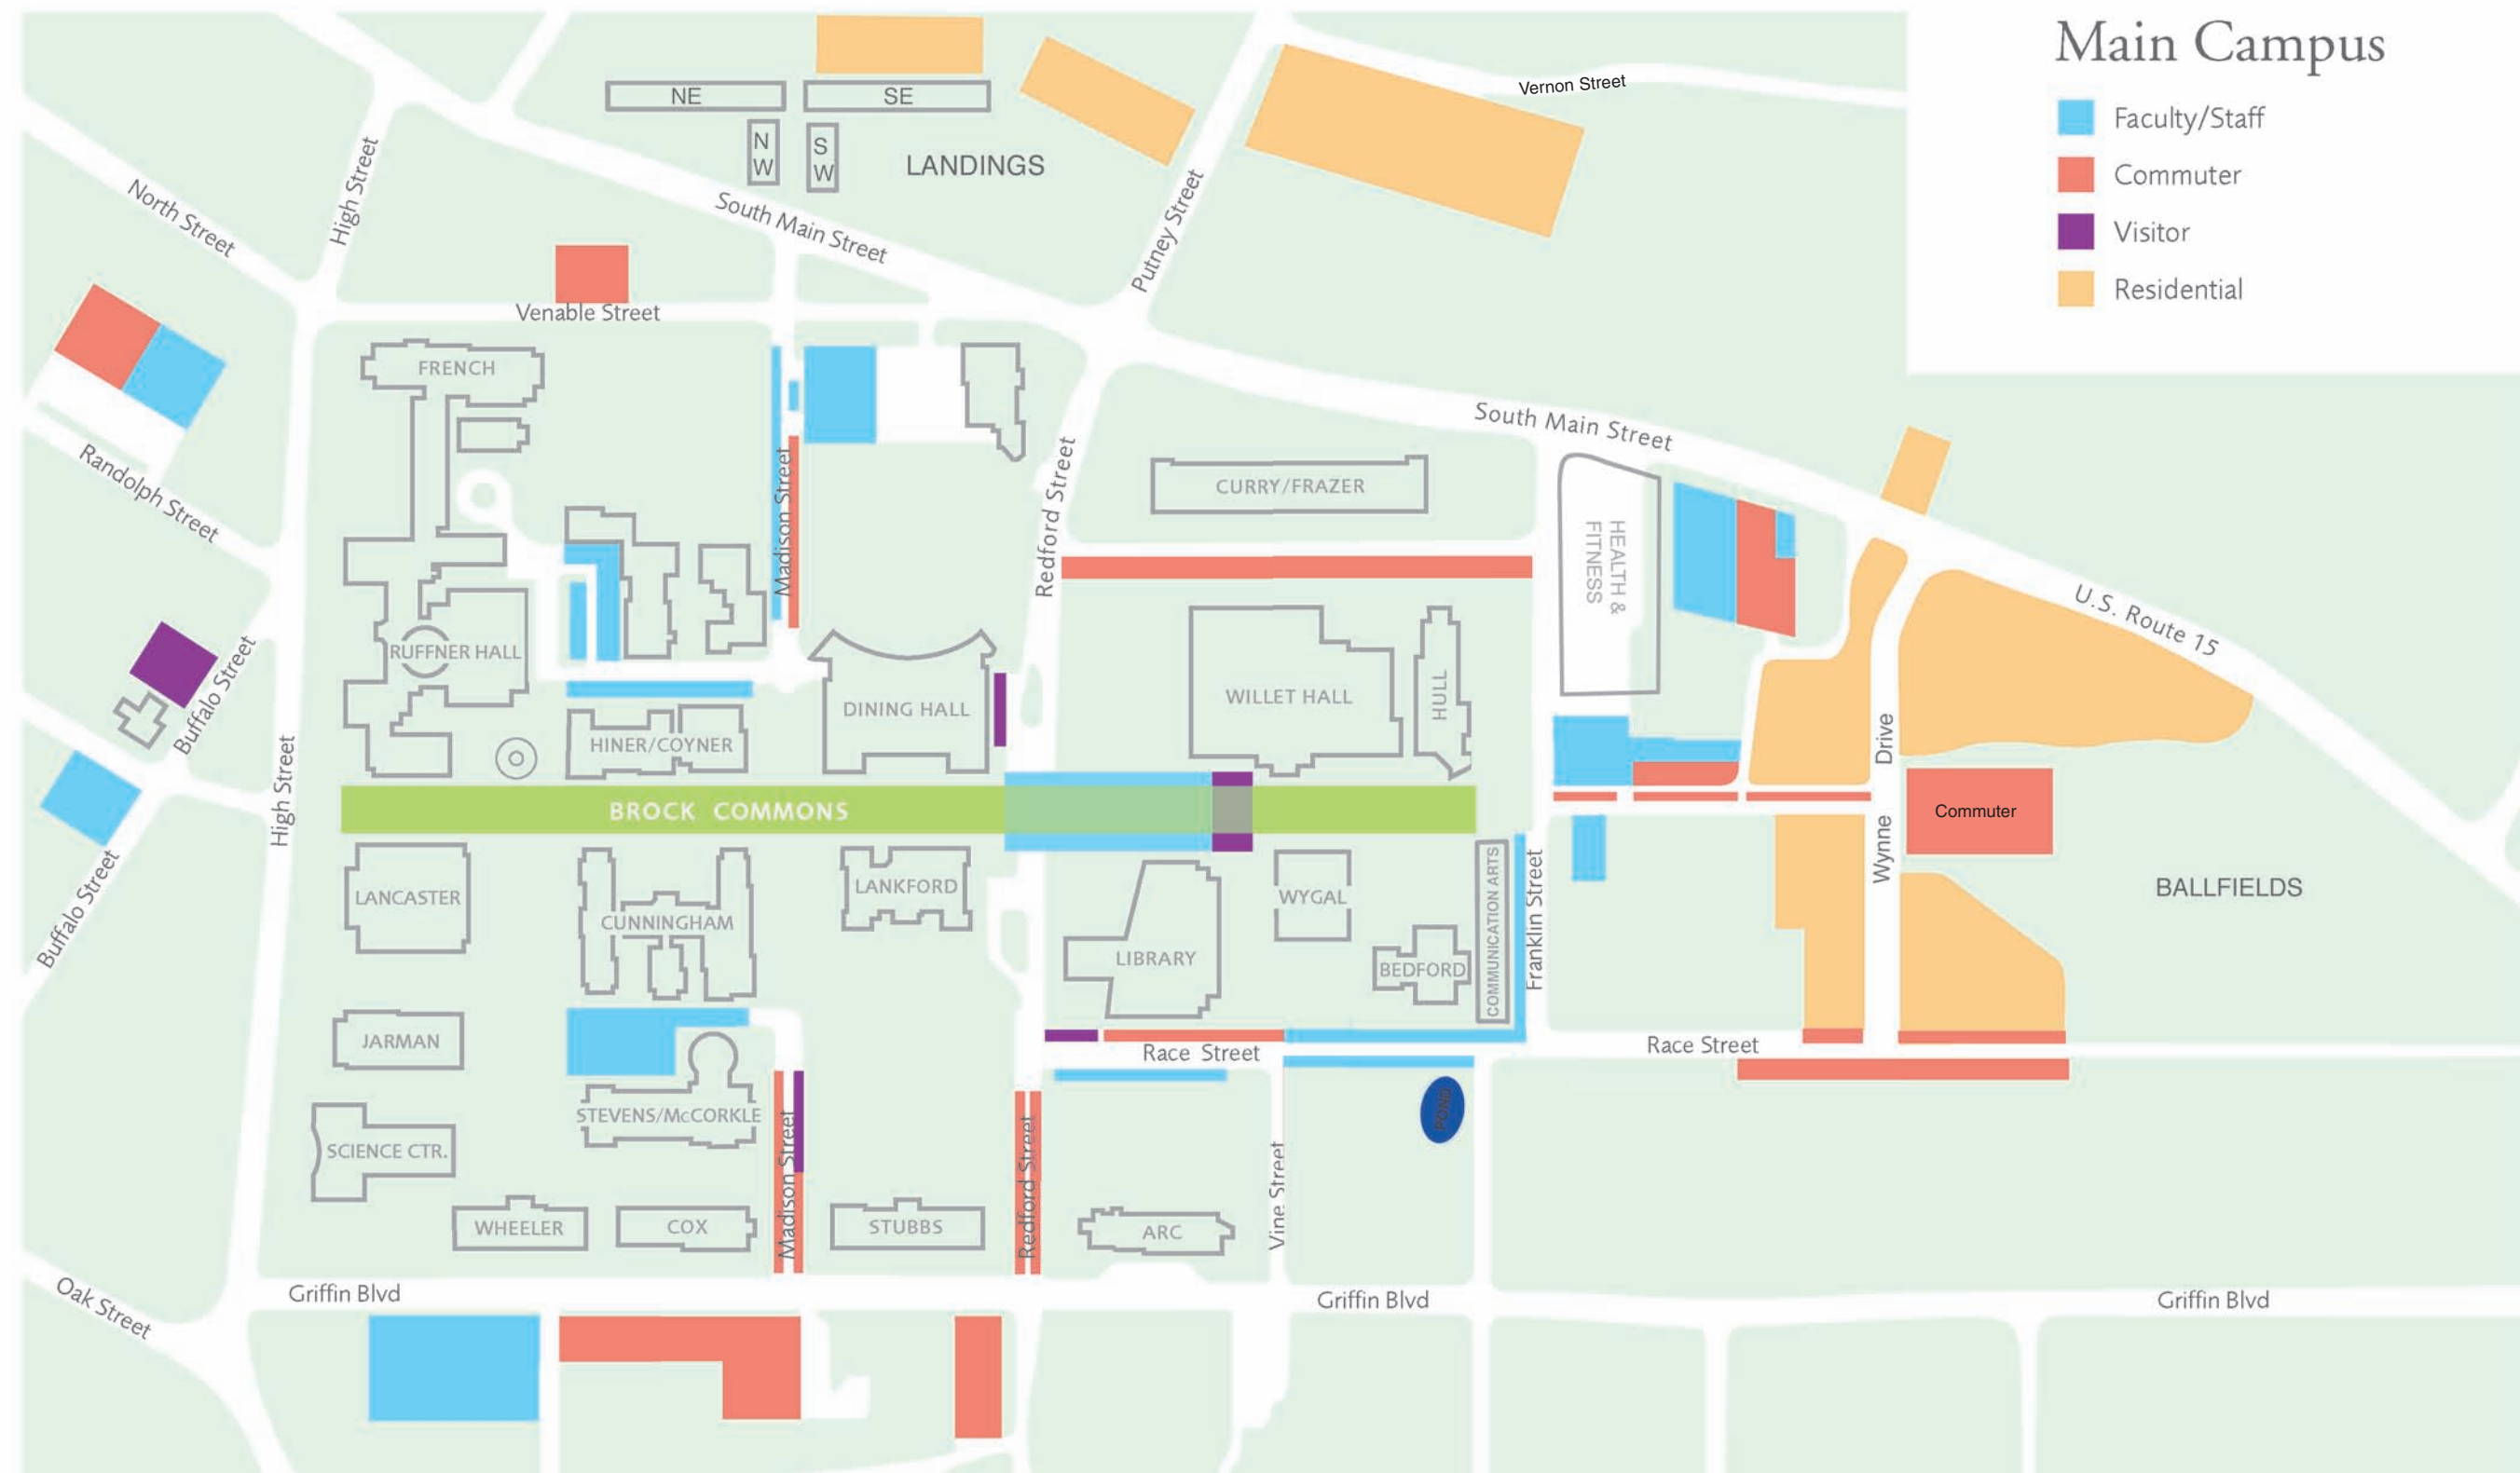 Main Campus
Faculty/Staff
Commuter
Visitor
Residential
Vernon Street
NE
SE
N
W
S
W
LANDINGS
North Street
High Street
South Main Street
Putney Street
Venable Street
FRENCH
South Main Street
Randolph Street
CURRY/FRAZER
HEALTH &
FITNESS
Madison Street
Redford Street
U.S. Route 15
RUFFNER HALL
Buffalo Street
WILLET HALL
HULL
DINING HALL
HINER/COYNER
High Street
Drive
BROCK COMMONS
Commuter
Wynne
BALLFIELDS
Buffalo Street
LANCASTER
CUNNINGHAM
LANKFORD
LIBRARY
WYGAL
BEDFORD
COMMUNICATION ARTS
Franklin Street
JARMAN
Race Street
Race Street
POND
STEVENS/McCORKLE
SCIENCE CTR.
Madison Street
Redford Street
Vine Street
WHEELER
COX
STUBBS
ARC
Oak Street
Griffin Blvd
Griffin Blvd
Griffin Blvd